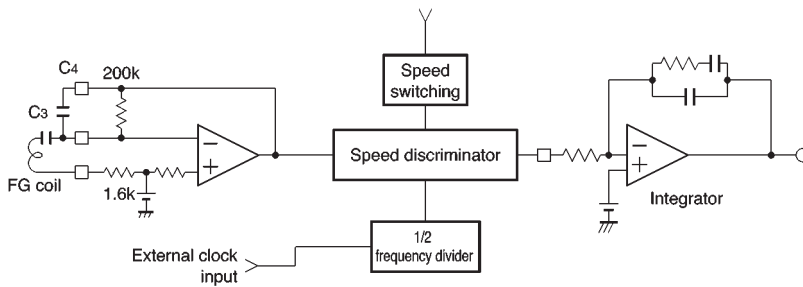 C4
200k
C3
FG coil
1.6k
−
+
Speed
switching
Speed discriminator
1/2
frequency divider
External clock
input
−
+
Integrator